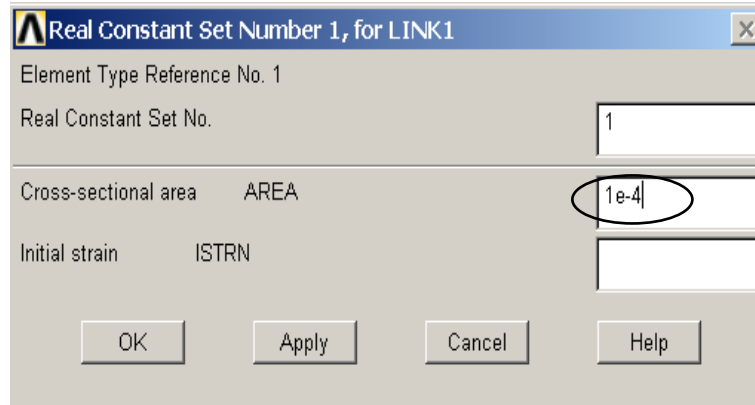 Real Constant Set Number 1, for LINK1
Element Type Reference No. 1
Real Constant Set No. 1
Cross-sectional area AREA 1e-4
Initial strain ISTRN
OK Apply Cancel Help